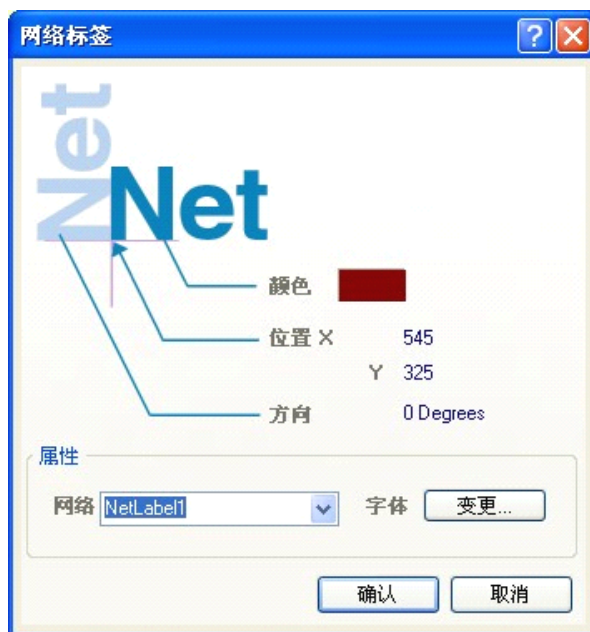 网络标签
Net
Net
颜色
位置 X 545
Y 325
方向 0 Degrees
属性
网络 NetLabel1 字体 变更...
确认 取消